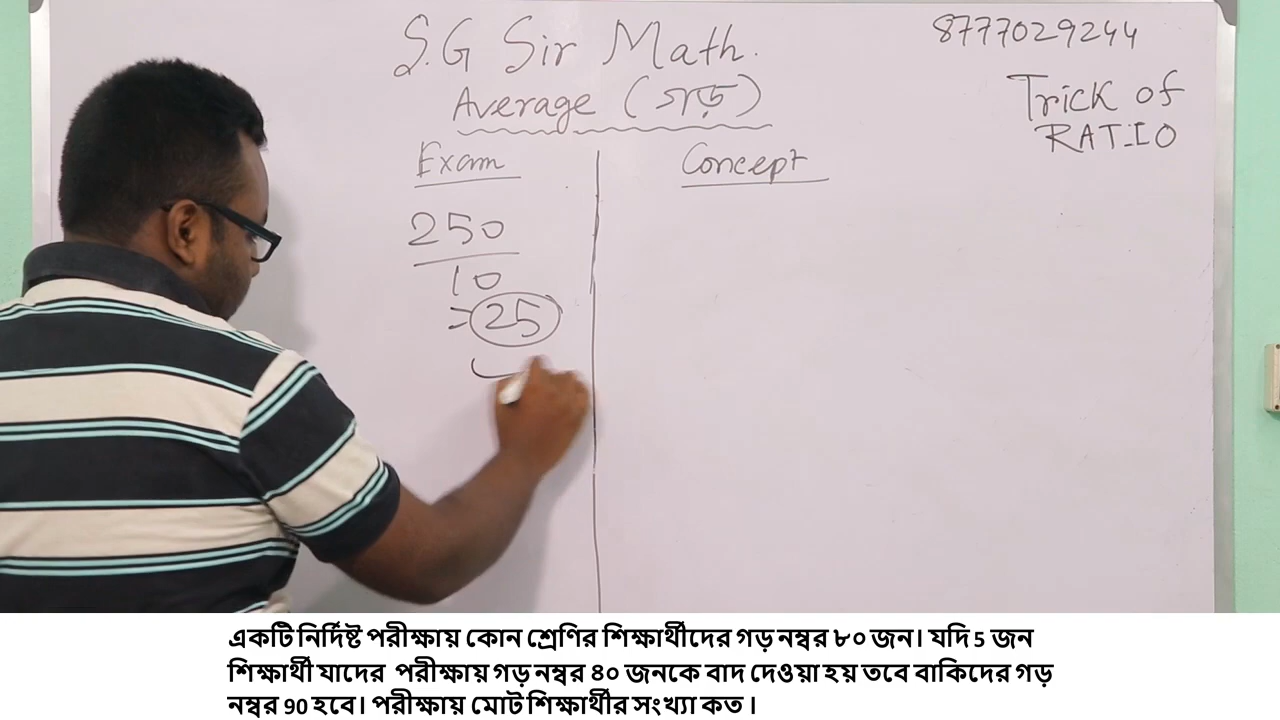 S.G Sir Math.
8777029244
Average (গড়)
Trick of
RATIO
Exam
Concept
250
10
= 25
একটি নির্দিষ্ট পরীক্ষায় কোন শ্রেণির শিক্ষার্থীদের গড় নম্বর ৮০ জন। যদি 5 জন
শিক্ষার্থী যাদের পরীক্ষায় গড় নম্বর ৪০ জনকে বাদ দেওয়া হয় তবে বাকিদের গড়
নম্বর 90 হবে। পরীক্ষায় মোট শিক্ষার্থীর সংখ্যা কত ।